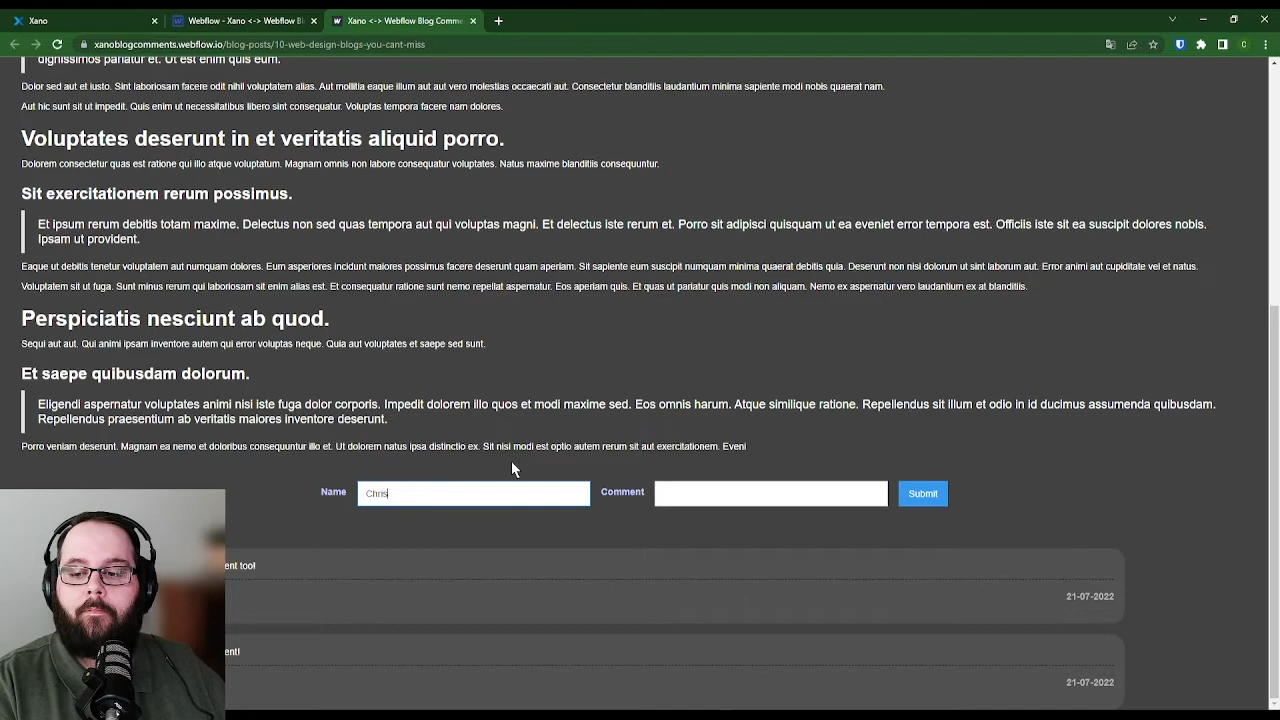 Xano
Webflow - Xano <-> Webflow Bl
Xano <-> Webflow Blog Comme
xanoblogcomments.webflow.io/blog-posts/10-web-design-blogs-you-cant-miss
dignissimos pariatur et. Ut est enim quis eum.
Dolor sed aut et iusto. Sint laboriosam facere odit nihil voluptatem alias. Aut mollitia eaque illum aut aut vero molestias occaecati aut. Consectetur blanditiis laudantium minima sapiente modi nobis quaerat nam.
Aut hic sunt sit ut impedit. Quis enim ut necessitatibus libero sint consequatur. Voluptas tempora facere nam dolores.
Voluptates deserunt in et veritatis aliquid porro.
Dolorem consectetur quas est ratione qui illo atque voluptatum. Magnam omnis non labore consequatur voluptates. Natus maxime blanditiis consequuntur.
Sit exercitationem rerum possimus.
Et ipsum rerum debitis totam maxime. Delectus non sed quas tempora aut qui voluptas magni. Et delectus iste rerum et. Porro sit adipisci quisquam ut ea eveniet error tempora est. Officiis iste sit ea suscipit dolores nobis.
Ipsam ut provident.
Eaque ut debitis tenetur voluptatem aut numquam dolores. Eum asperiores incidunt maiores possimus facere deserunt quam aperiam. Sit sapiente eum suscipit numquam minima quaerat debitis quia. Deserunt non nisi dolorum ut sint laborum aut. Error animi aut cupiditate vel et natus.
Voluptatem sit ut fuga. Sunt minus rerum qui laboriosam sit enim alias est. Et consequatur ratione sunt nemo repellat aspernatur. Eos aperiam quis. Et quas ut pariatur quis modi non aliquam. Nemo ex aspernatur vero laudantium ex at blanditiis.
Perspiciatis nesciunt ab quod.
Sequi aut aut. Qui animi ipsam inventore autem qui error voluptas neque. Quia aut voluptates et saepe sed sunt.
Et saepe quibusdam dolorum.
Eligendi aspernatur voluptates animi nisi iste fuga dolor corporis. Impedit dolorem illo quos et modi maxime sed. Eos omnis harum. Atque similique ratione. Repellendus sit illum et odio in id ducimus assumenda quibusdam.
Repellendus praesentium ab veritatis maiores inventore deserunt.
Porro veniam deserunt. Magnam ea nemo et doloribus consequuntur illo et. Ut dolorem natus ipsa distinctio ex. Sit nisi modi est optio autem rerum sit aut exercitationem. Eveni
Name Chris Comment Submit
ent too!
21-07-2022
ent!
21-07-2022